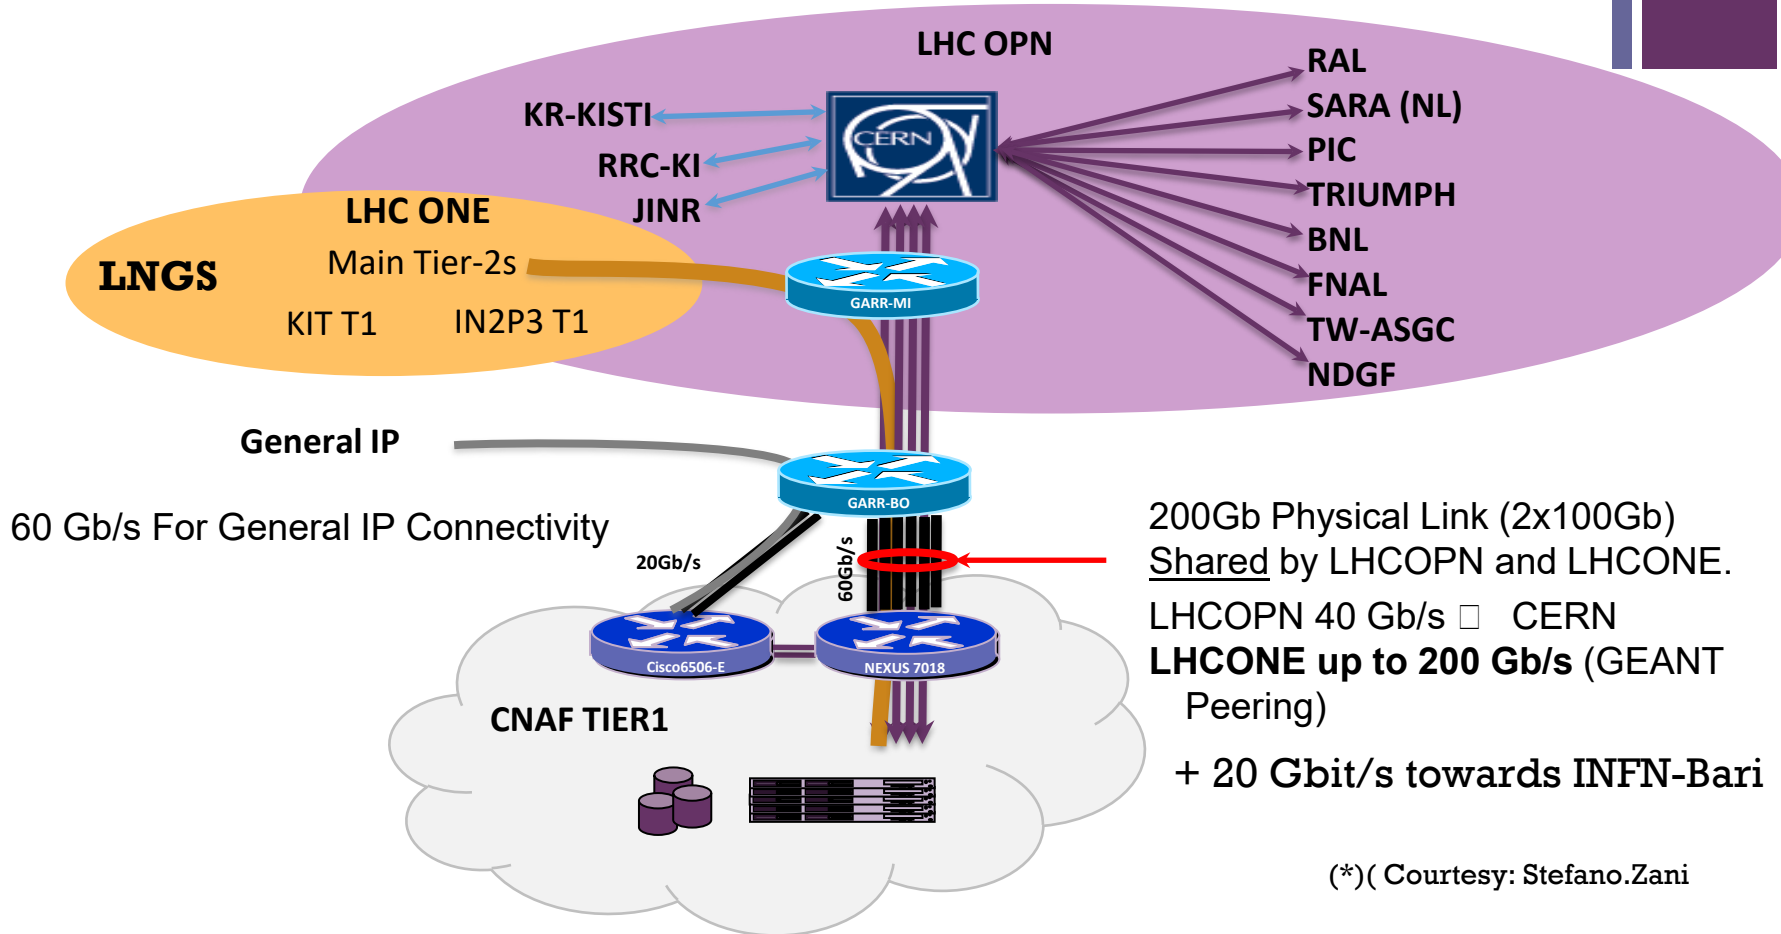 LHC OPN
KR-KISTI
RRC-KI
JINR
CERN
RAL
SARA (NL)
PIC
TRIUMPH
BNL
FNAL
TW-ASGC
NDGF
LHC ONE
LNGS
Main Tier-2s
KIT T1
IN2P3 T1
GARR-MI
General IP
GARR-BO
60 Gb/s For General IP Connectivity
20Gb/s
60Gb/s
200Gb Physical Link (2x100Gb)
Shared by LHCOPN and LHCONE.
LHCOPN 40 Gb/s □ CERN
LHCONE up to 200 Gb/s (GEANT
Peering)
+ 20 Gbit/s towards INFN-Bari
Cisco6506-E
NEXUS 7018
CNAF TIER1
(*)( Courtesy: Stefano.Zani